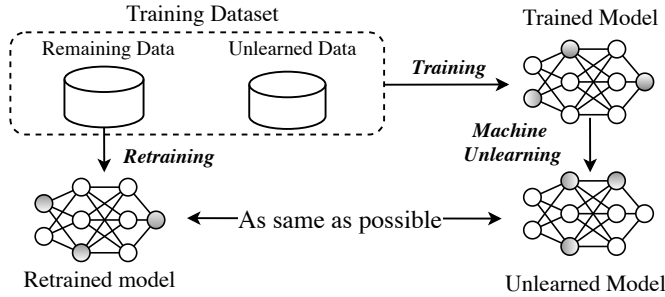 Training Dataset
Trained Model
Remaining Data
Unlearned Data
Training
Retraining
Machine
Unlearning
As same as possible
Retrained model
Unlearned Model